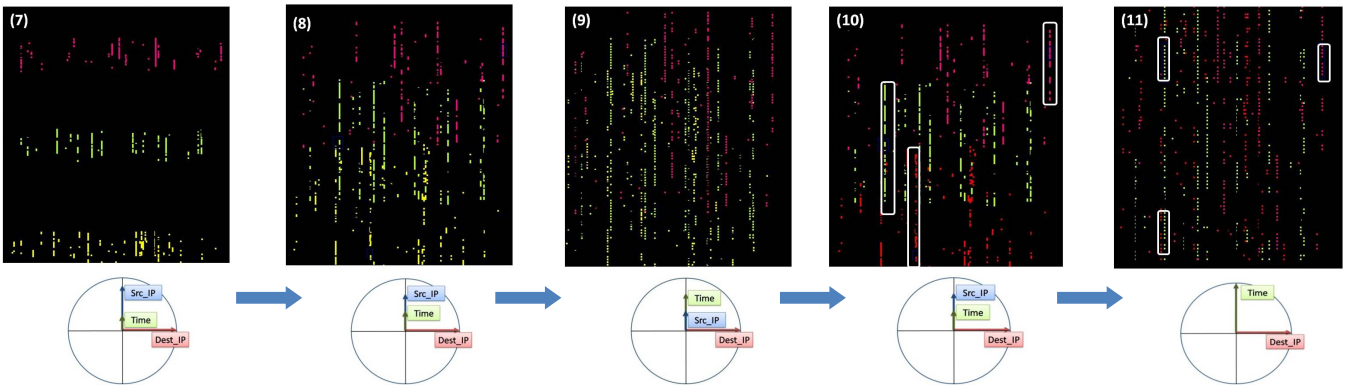 (7)
(8)
(9)
(10)
(11)
Src_IP
Time
Dest_IP
Src_IP
Time
Dest_IP
Time
Src_IP
Dest_IP
Src_IP
Time
Dest_IP
Time
Dest_IP